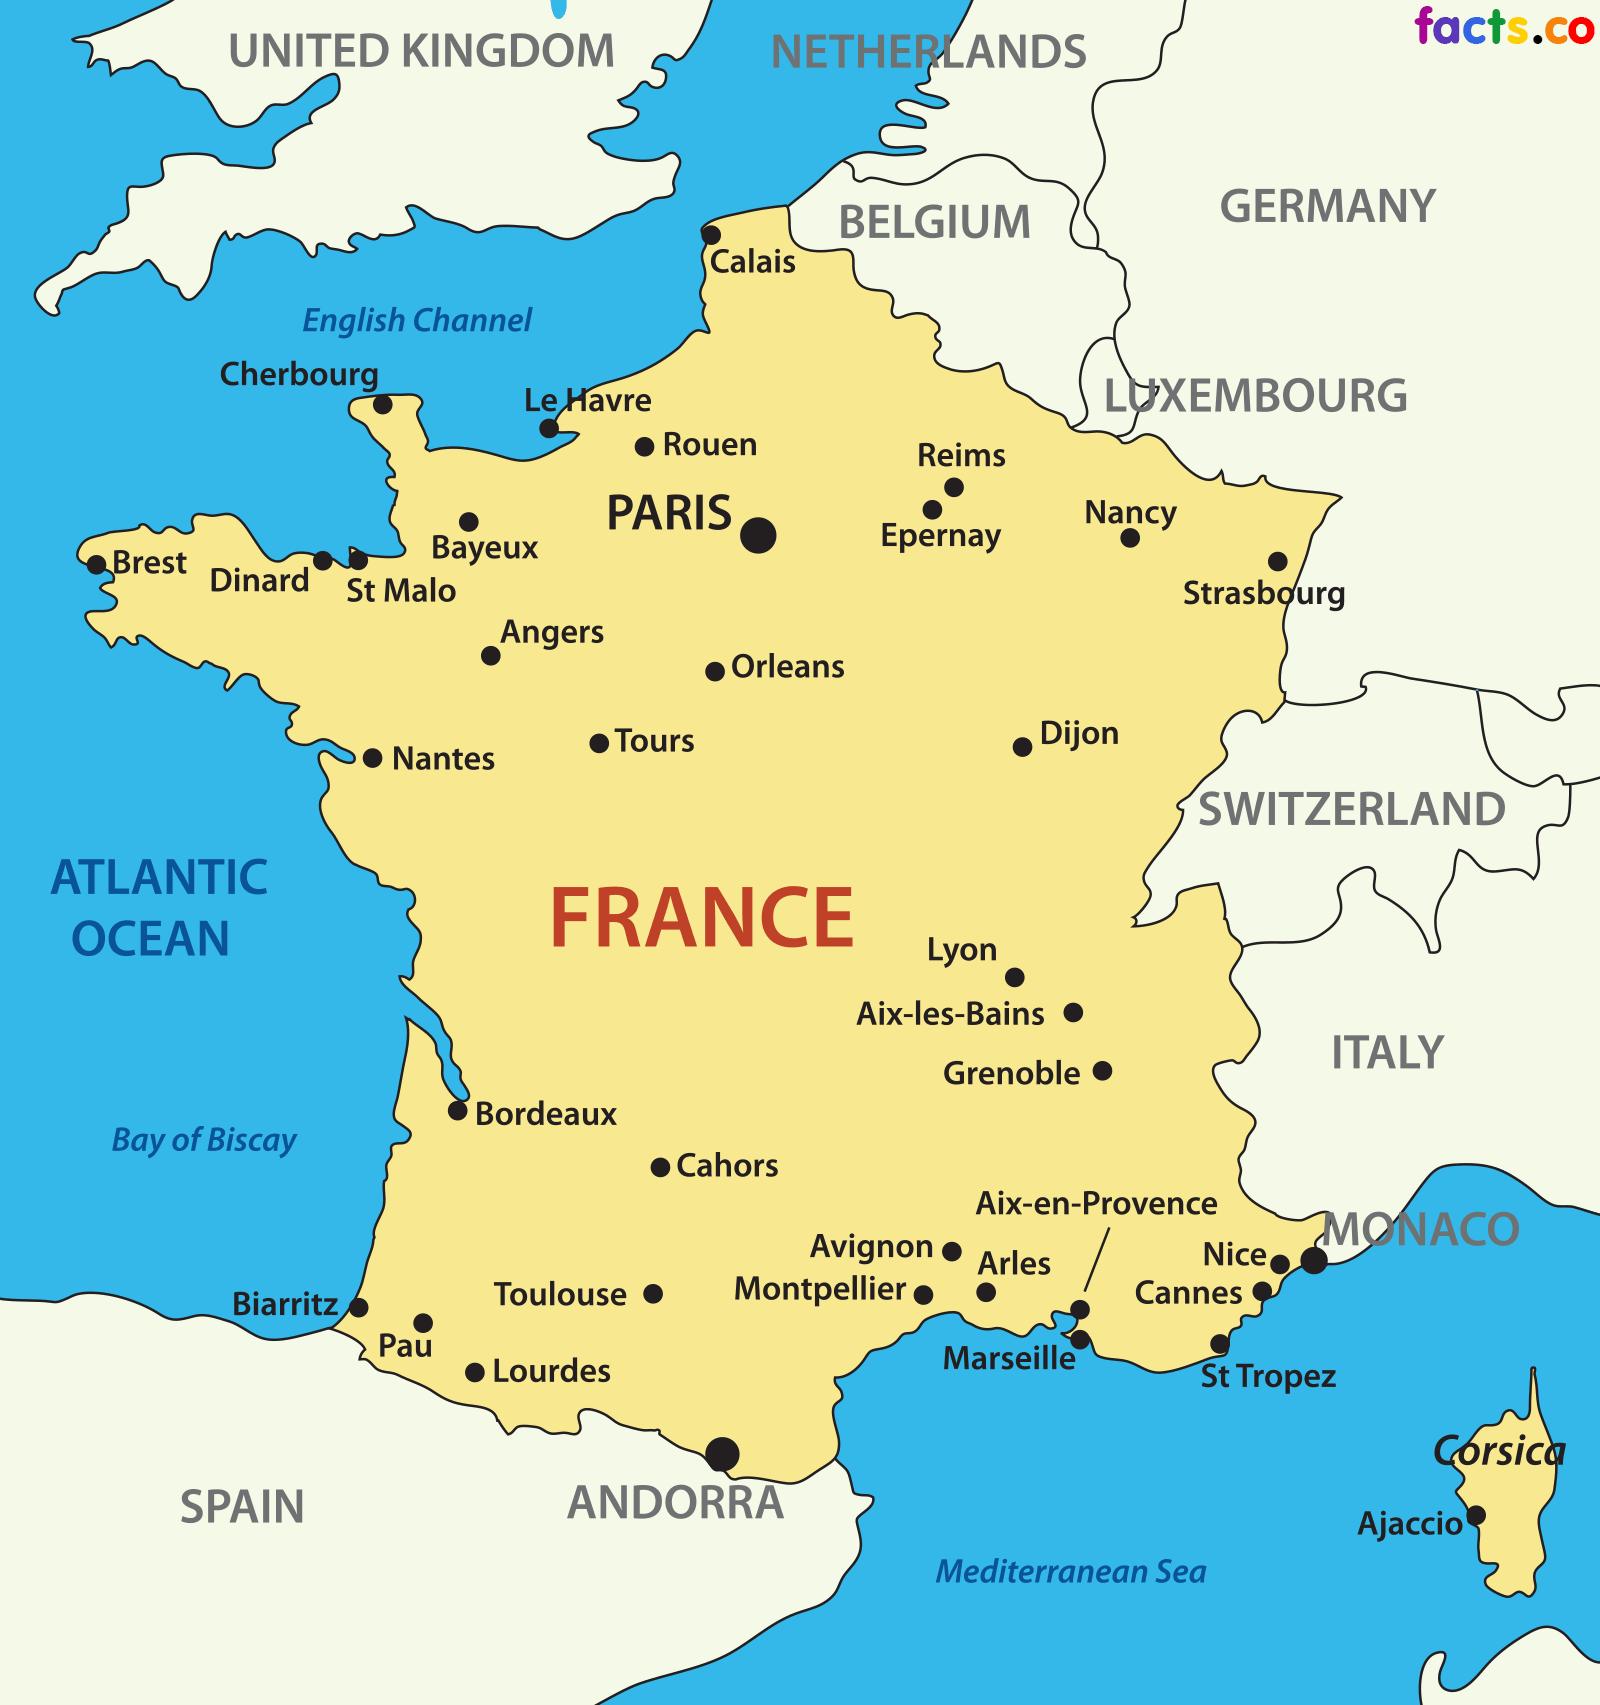 facts.co
UNITED KINGDOM
NETHERLANDS
GERMANY
BELGIUM
Calais
English Channel
Cherbourg
Le Havre
LUXEMBOURG
Rouen
Reims
PARIS
Epernay
Nancy
Bayeux
Brest
Dinard
St Malo
Strasbourg
Angers
Orleans
Tours
Dijon
Nantes
SWITZERLAND
ATLANTIC
OCEAN
FRANCE
Lyon
Aix-les-Bains
ITALY
Grenoble
Bordeaux
Bay of Biscay
Cahors
Aix-en-Provence
MONACO
Avignon
Arles
Nice
Montpellier
Cannes
Toulouse
Biarritz
Pau
Marseille
Lourdes
St Tropez
Corsica
SPAIN
ANDORRA
Ajaccio
Mediterranean Sea